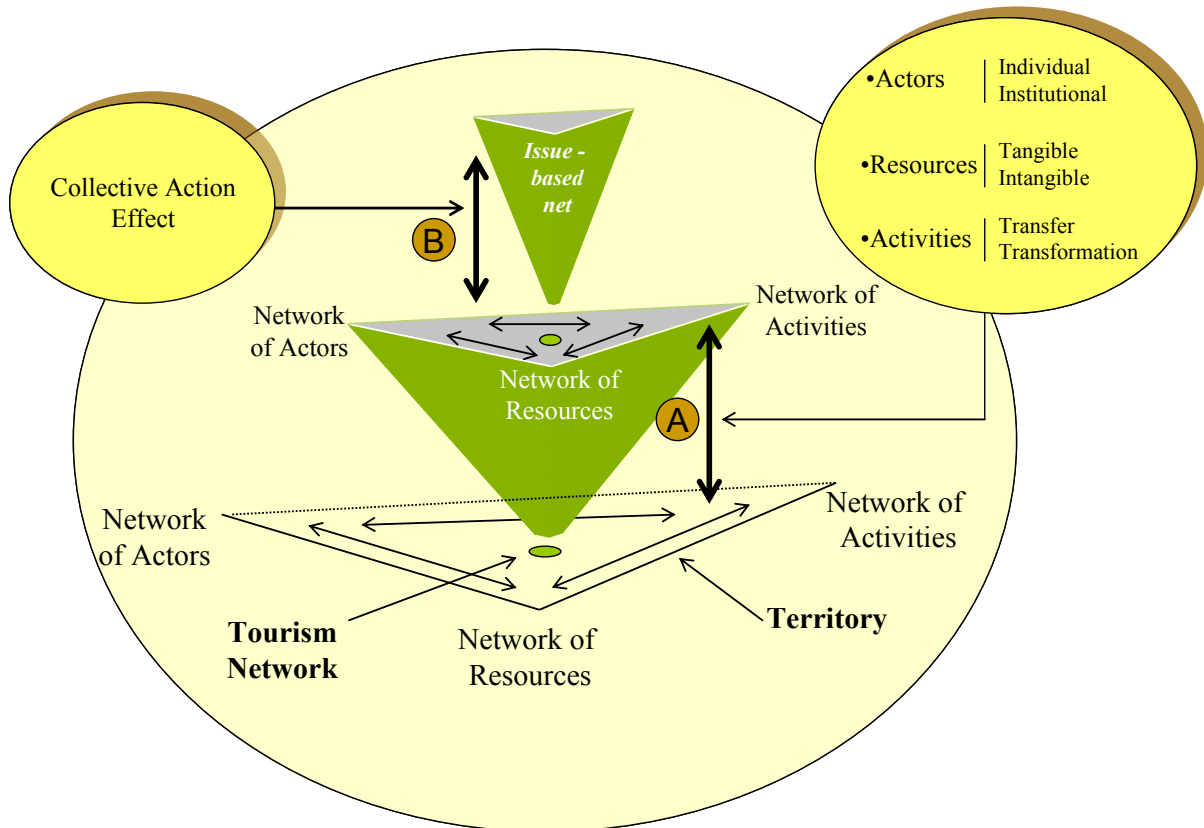 Collective Action
Effect
•Actors
Individual
Institutional
•Resources
Tangible
Intangible
•Activities
Transfer
Transformation
Issue -
based
net
B
Network
of Actors
Network of
Activities
Network of
Resources
A
Network
of Actors
Network of
Activities
Tourism
Network
Network of
Resources
Territory